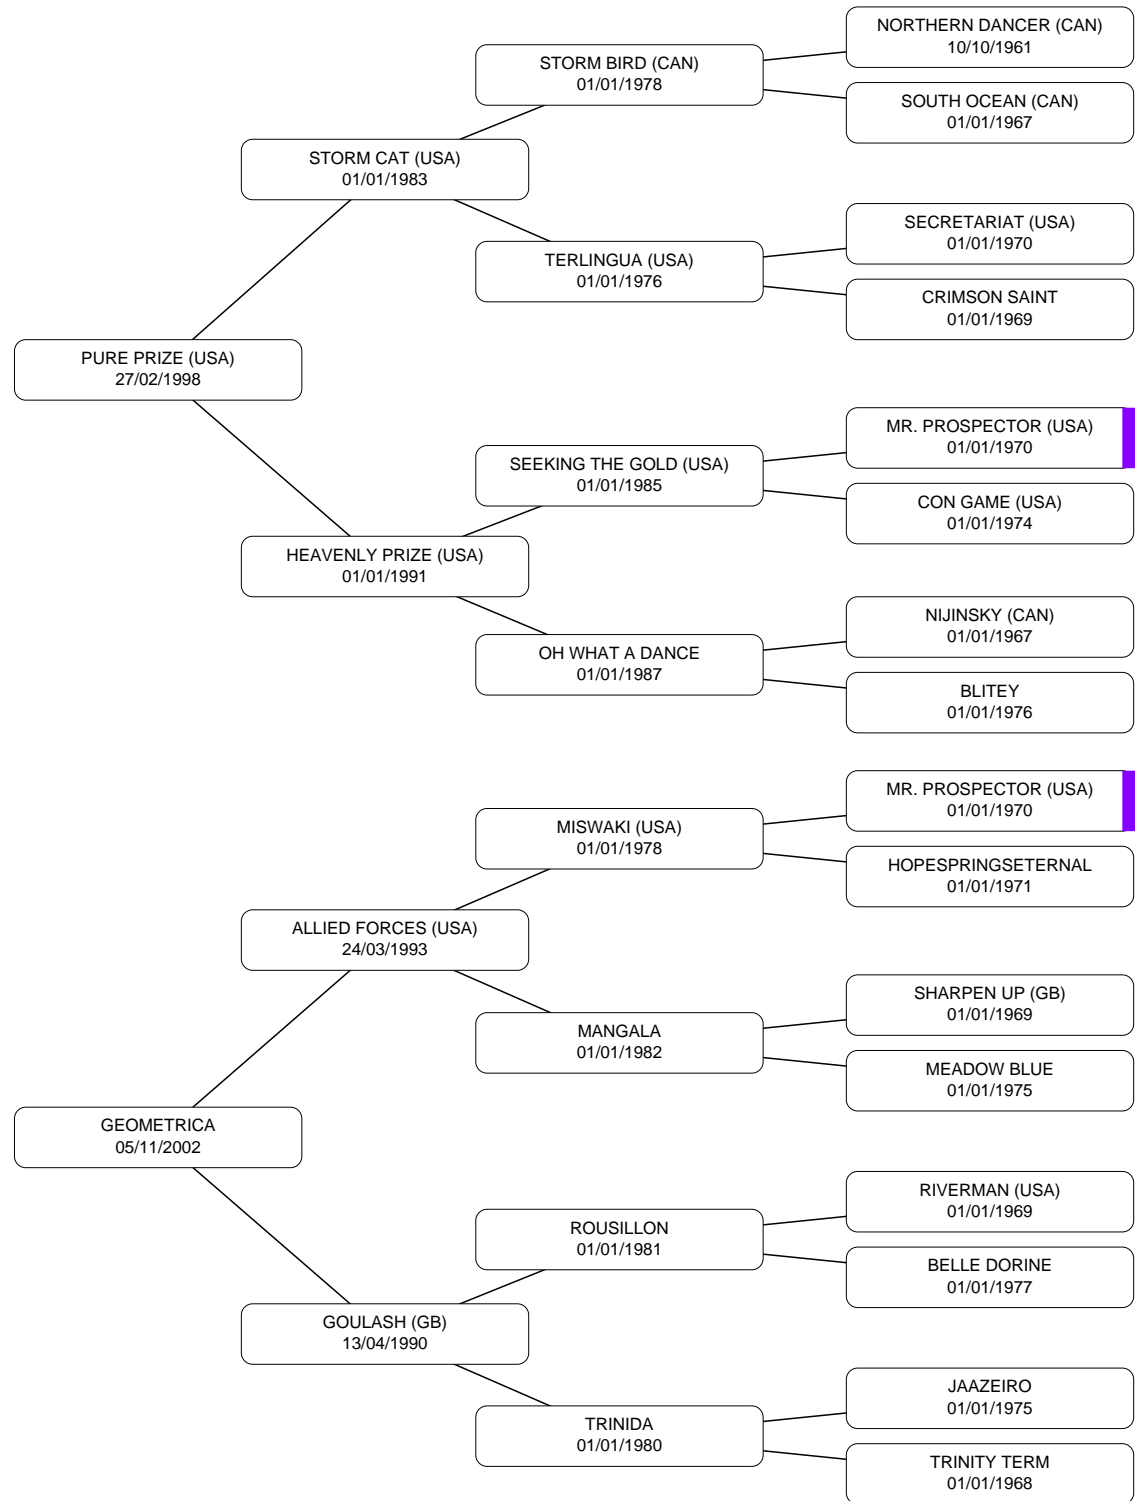 NORTHERN DANCER (CAN)
10/10/1961
STORM BIRD (CAN)
01/01/1978
SOUTH OCEAN (CAN)
01/01/1967
STORM CAT (USA)
01/01/1983
SECRETARIAT (USA)
01/01/1970
TERLINGUA (USA)
01/01/1976
CRIMSON SAINT
01/01/1969
PURE PRIZE (USA)
27/02/1998
MR. PROSPECTOR (USA)
01/01/1970
SEEKING THE GOLD (USA)
01/01/1985
CON GAME (USA)
01/01/1974
HEAVENLY PRIZE (USA)
01/01/1991
NIJINSKY (CAN)
01/01/1967
OH WHAT A DANCE
01/01/1987
BLITEY
01/01/1976
MR. PROSPECTOR (USA)
01/01/1970
MISWAKI (USA)
01/01/1978
HOPESPRINGSETERNAL
01/01/1971
ALLIED FORCES (USA)
24/03/1993
SHARPEN UP (GB)
01/01/1969
MANGALA
01/01/1982
MEADOW BLUE
01/01/1975
GEOMETRICA
05/11/2002
RIVERMAN (USA)
01/01/1969
ROUSILLON
01/01/1981
BELLE DORINE
01/01/1977
GOULASH (GB)
13/04/1990
JAAZEIRO
01/01/1975
TRINIDA
01/01/1980
TRINITY TERM
01/01/1968